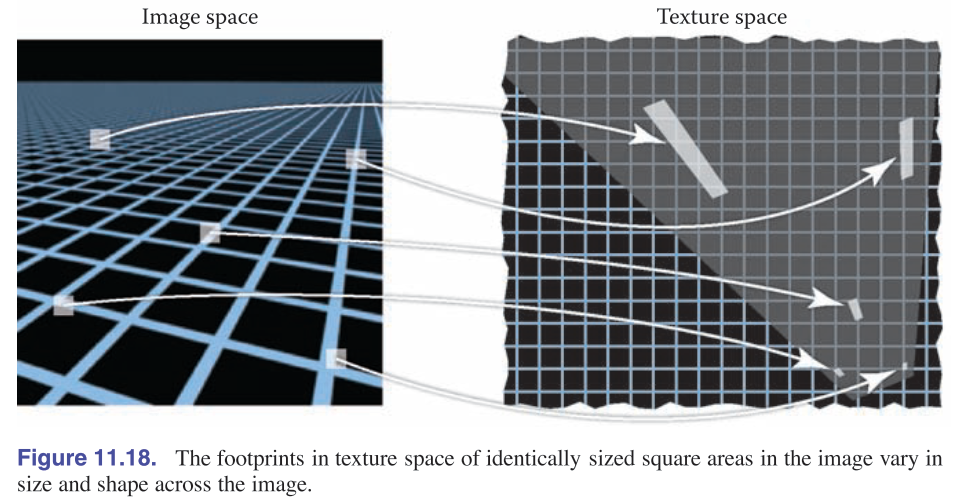 Image space
Texture space
Figure 11.18. The footprints in texture space of identically sized square areas in the image vary in
size and shape across the image.